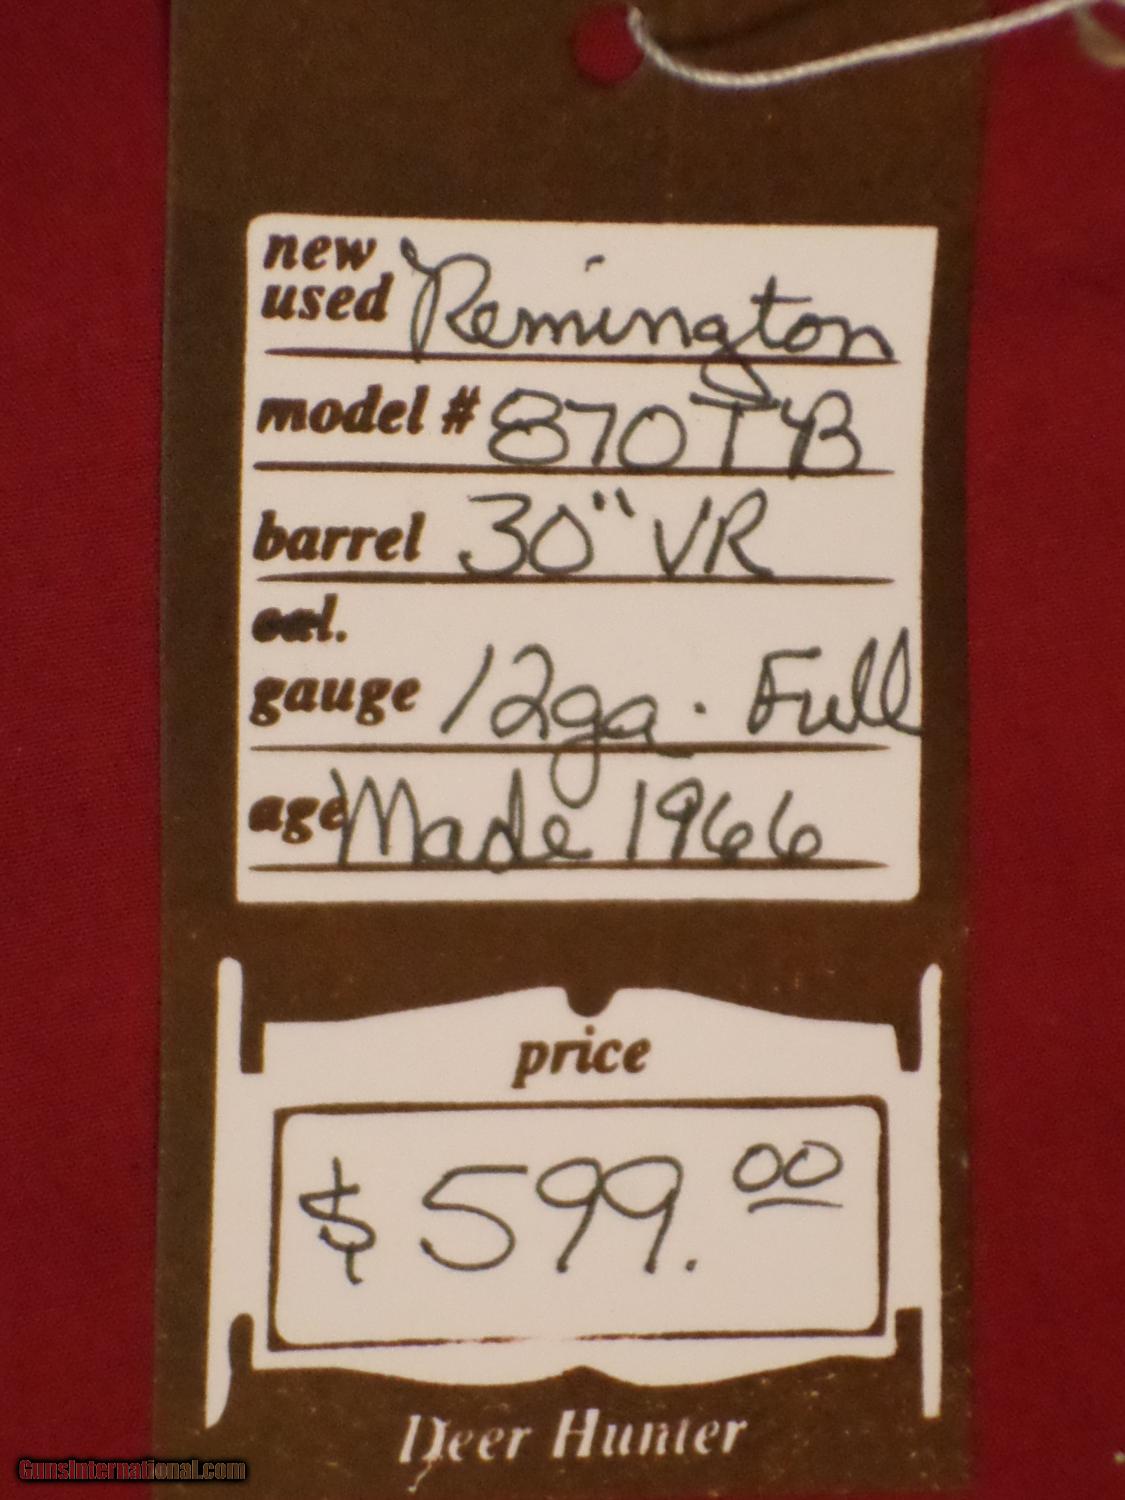 new
used Remington
model # 870TB
barrel 30" VR
cal.
gauge 12ga. Full
age Made 1966
price
$599.00
Deer Hunter
GunsInternational.com